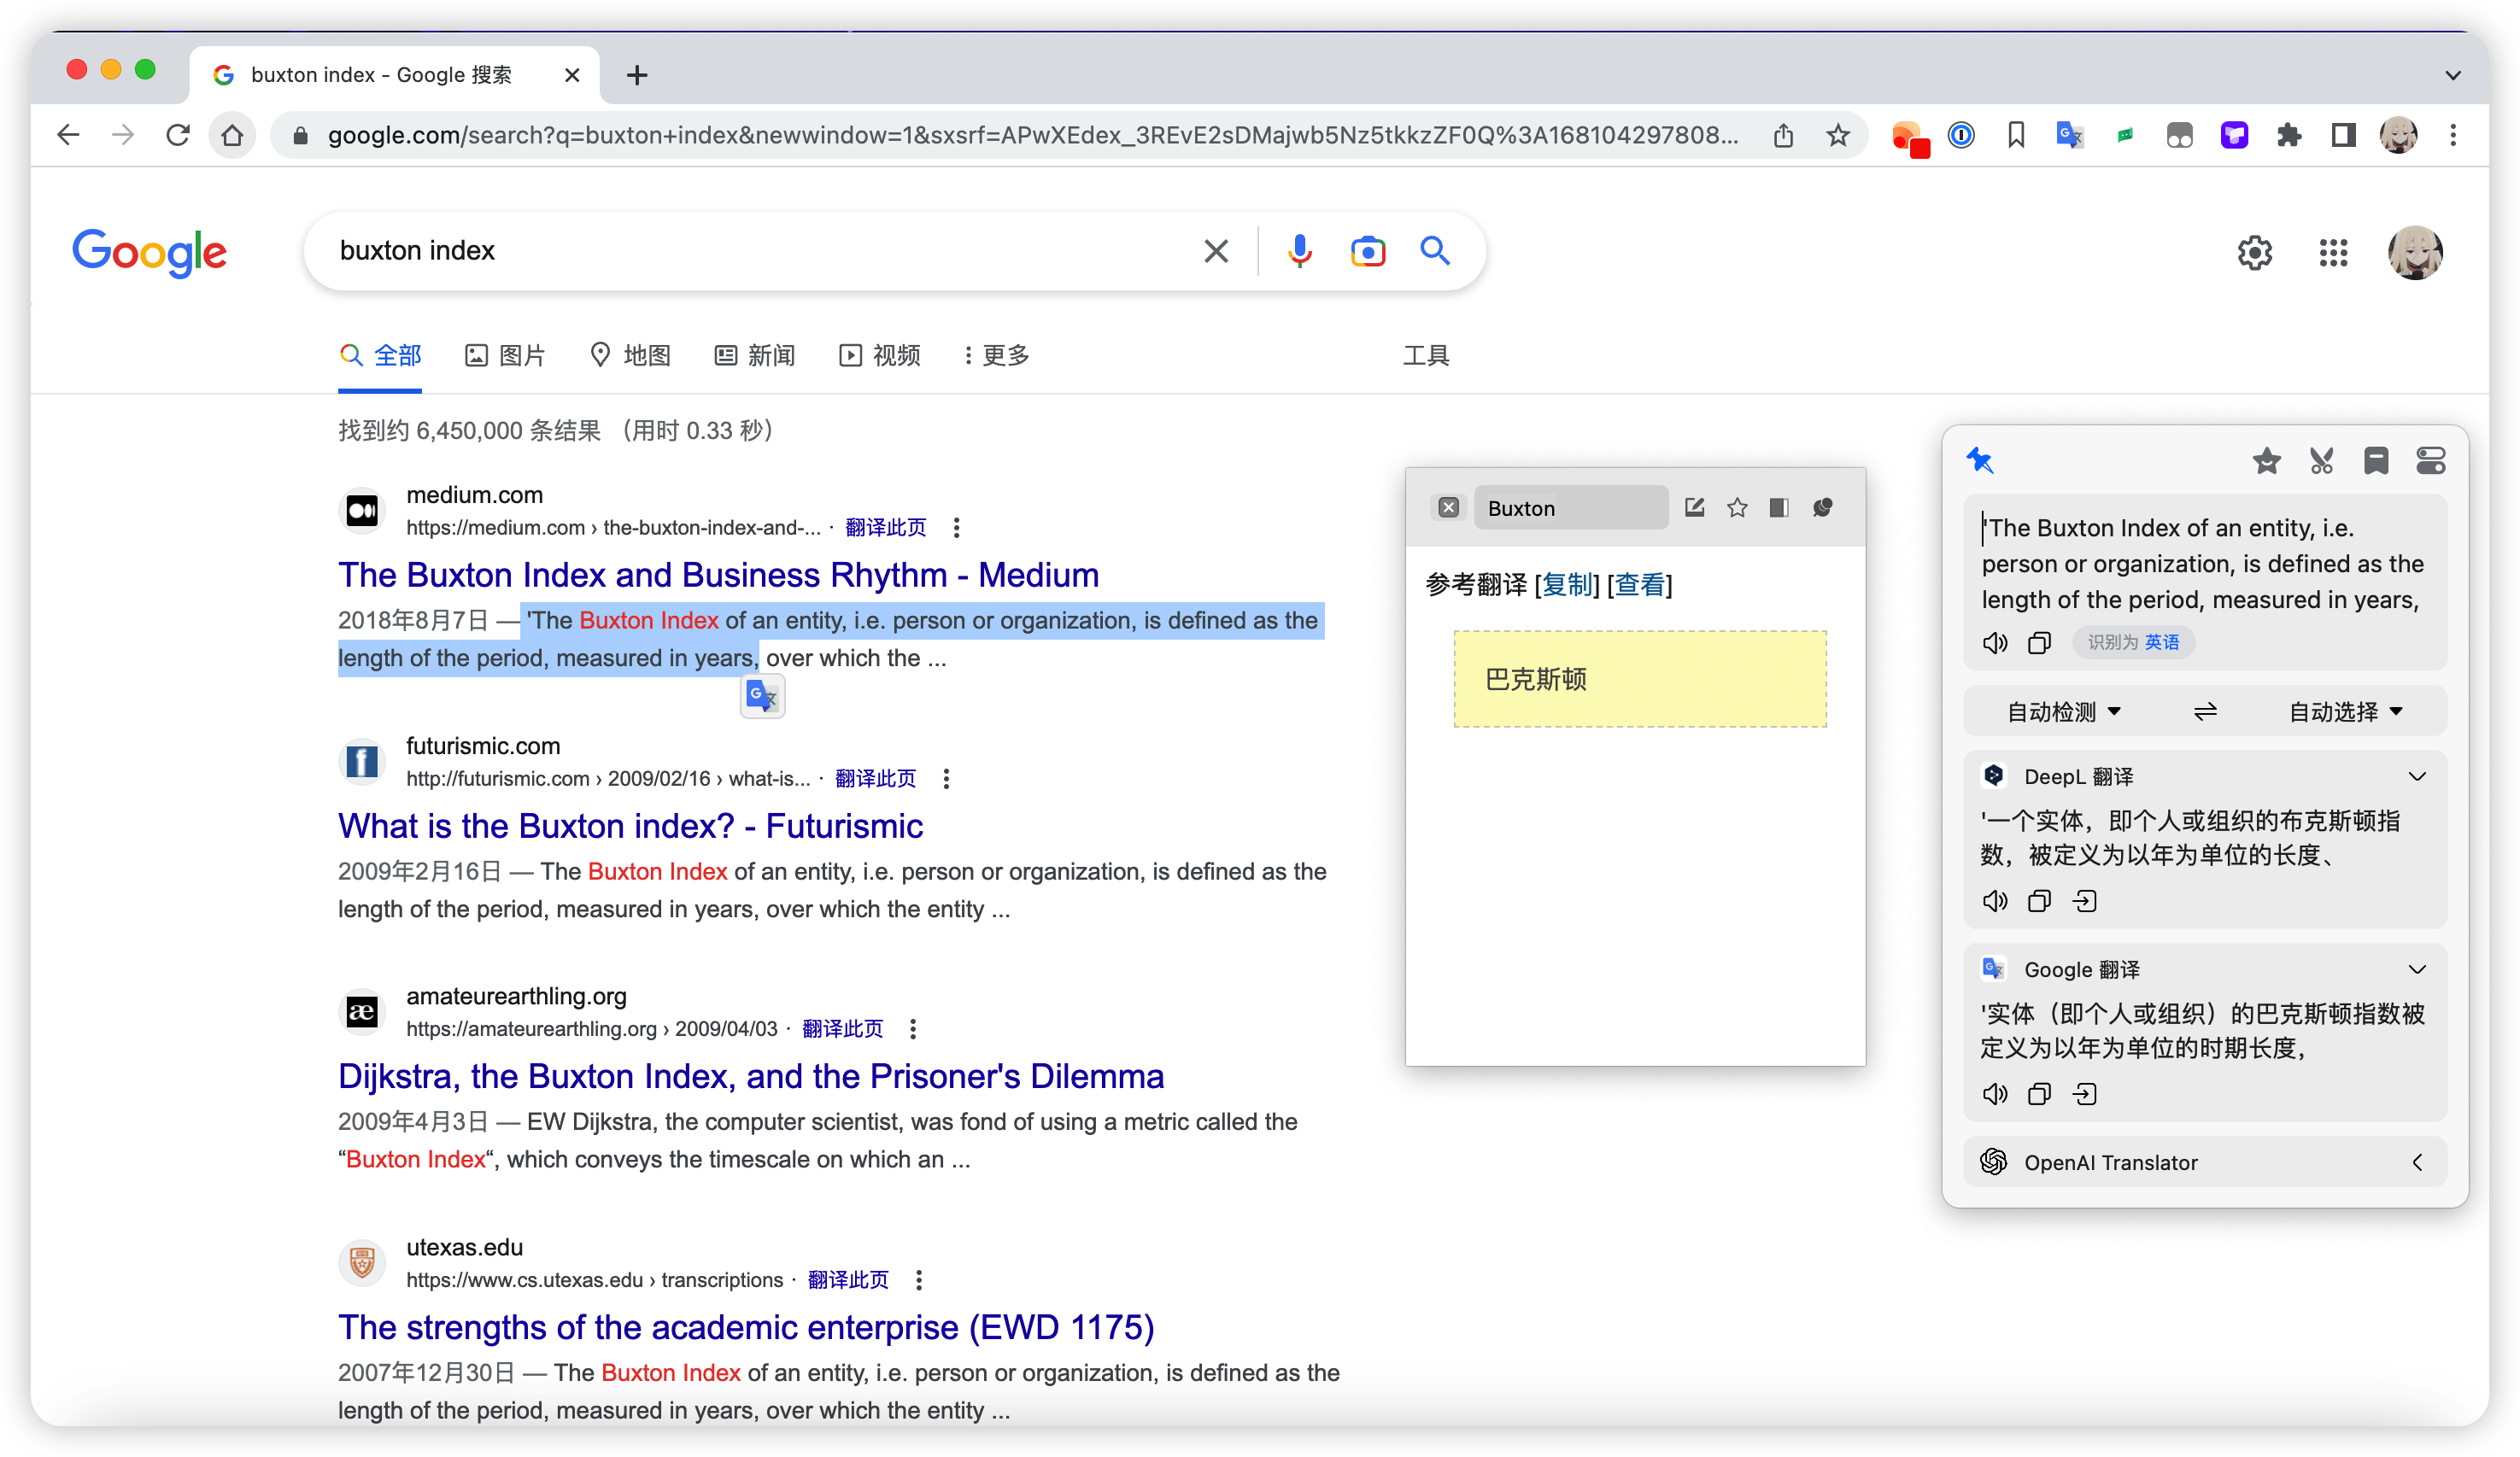 buxton index - Google 搜索
google.com/search?q=buxton+index&newwindow=1&sxsrf=APwXEdex_3REvE2sDMajwb5Nz5tkkzZF0Q%3A168104297808...
Google
buxton index
全部 图片 地图 新闻 视频 更多 工具
找到约 6,450,000 条结果 （用时 0.33 秒）
medium.com
https://medium.com › the-buxton-index-and-... · 翻译此页
The Buxton Index and Business Rhythm - Medium
2018年8月7日 — 'The Buxton Index of an entity, i.e. person or organization, is defined as the
length of the period, measured in years, over which the ...
futurismic.com
http://futurismic.com › 2009/02/16 › what-is... · 翻译此页
What is the Buxton index? - Futurismic
2009年2月16日 — The Buxton Index of an entity, i.e. person or organization, is defined as the
length of the period, measured in years, over which the entity ...
æ
amateurearthling.org
https://amateurearthling.org › 2009/04/03 · 翻译此页
Dijkstra, the Buxton Index, and the Prisoner's Dilemma
2009年4月3日 — EW Dijkstra, the computer scientist, was fond of using a metric called the
“Buxton Index“, which conveys the timescale on which an ...
utexas.edu
https://www.cs.utexas.edu › transcriptions · 翻译此页
The strengths of the academic enterprise (EWD 1175)
2007年12月30日 — The Buxton Index of an entity, i.e. person or organization, is defined as the
length of the period, measured in years, over which the entity ...
Buxton
参考翻译 [复制] [查看]
巴克斯顿
'The Buxton Index of an entity, i.e.
person or organization, is defined as the
length of the period, measured in years,
识别为 英语
自动检测 自动选择
DeepL 翻译
'一个实体，即个人或组织的布克斯顿指
数，被定义为以年为单位的长度、
Google 翻译
'实体（即个人或组织）的巴克斯顿指数被
定义为以年为单位的时期长度，
OpenAI Translator